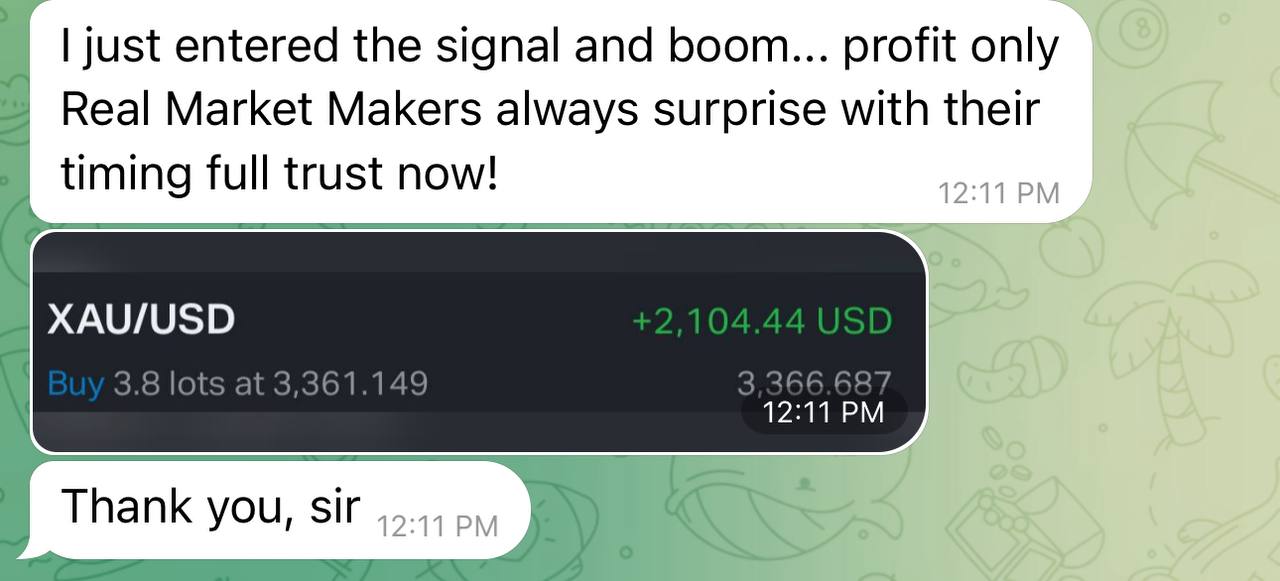 I just entered the signal and boom... profit only
Real Market Makers always surprise with their
timing full trust now!
12:11 PM
XAU/USD
+2,104.44 USD
Buy 3.8 lots at 3,361.149
3,366.687
12:11 PM
Thank you, sir
12:11 PM